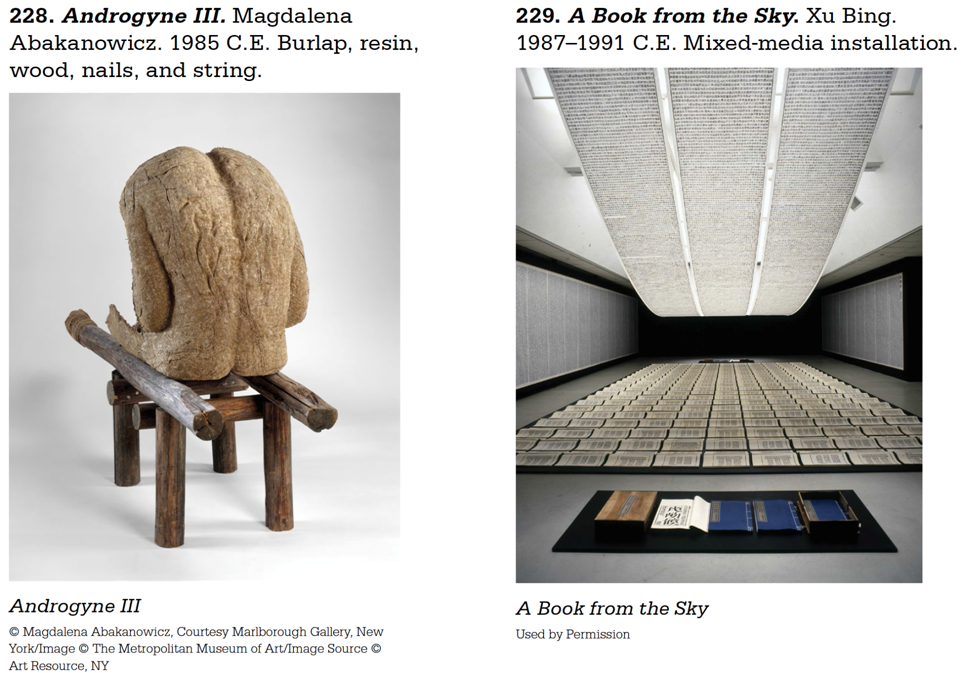 228. Androgyne III. Magdalena
Abakanowicz. 1985 C.E. Burlap, resin,
wood, nails, and string.
Androgyne III
© Magdalena Abakanowicz, Courtesy Marlborough Gallery, New
York/Image © The Metropolitan Museum of Art/Image Source ©
Art Resource, NY
229. A Book from the Sky. Xu Bing.
1987–1991 C.E. Mixed-media installation.
A Book from the Sky
Used by Permission